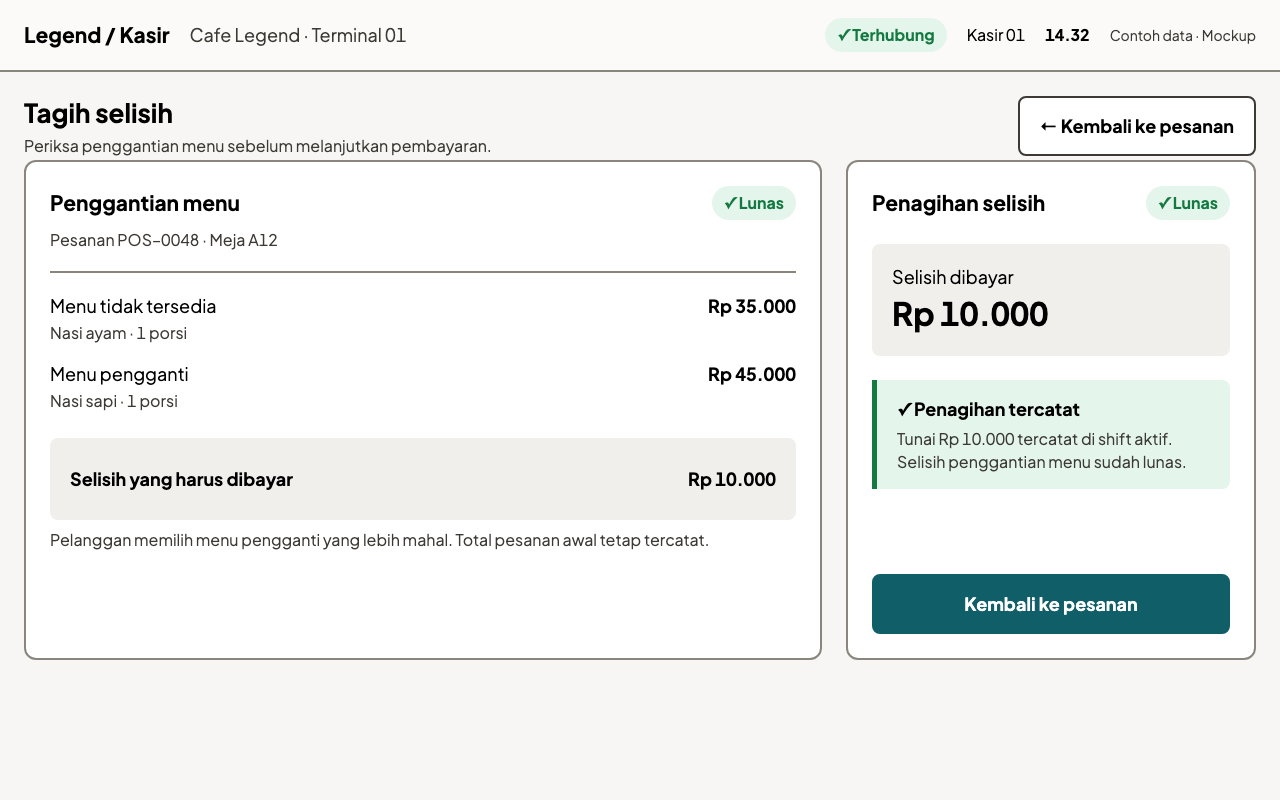 Legend / Kasir
Cafe Legend · Terminal 01
✓Terhubung
Kasir 01
14.32
Contoh data · Mockup
Tagih selisih
Periksa penggantian menu sebelum melanjutkan pembayaran.
← Kembali ke pesanan
Penggantian menu
✓Lunas
Pesanan POS–0048 · Meja A12
Menu tidak tersedia
Rp 35.000
Nasi ayam · 1 porsi
Menu pengganti
Rp 45.000
Nasi sapi · 1 porsi
Selisih yang harus dibayar
Rp 10.000
Pelanggan memilih menu pengganti yang lebih mahal. Total pesanan awal tetap tercatat.
Penagihan selisih
✓Lunas
Selisih dibayar
Rp 10.000
✓Penagihan tercatat
Tunai Rp 10.000 tercatat di shift aktif.
Selisih penggantian menu sudah lunas.
Kembali ke pesanan